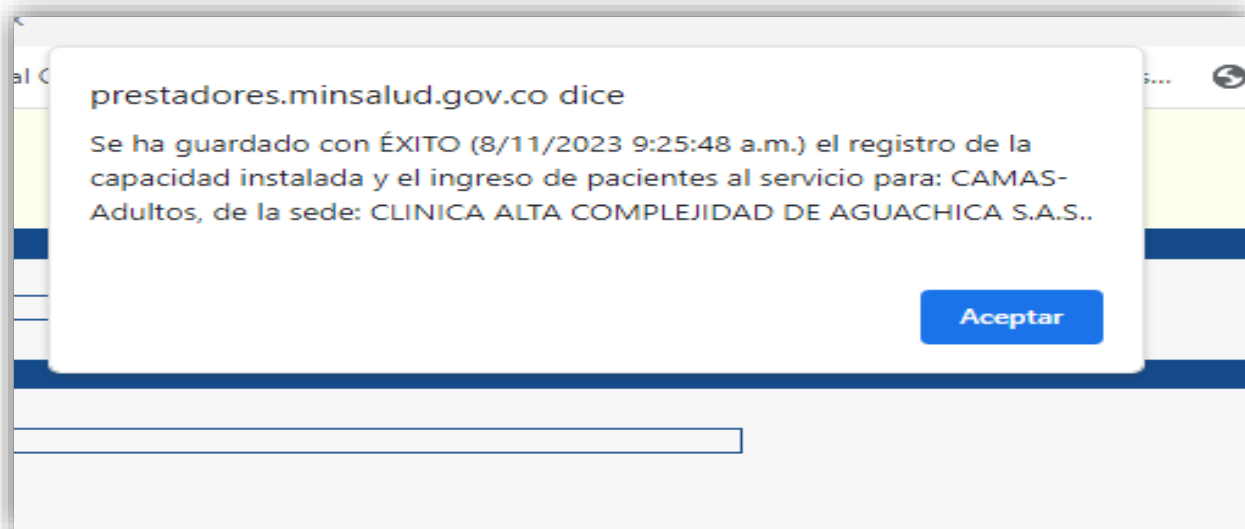 al
prestadores.minsalud.gov.co dice
Se ha guardado con ÉXITO (8/11/2023 9:25:48 a.m.) el registro de la
capacidad instalada y el ingreso de pacientes al servicio para: CAMAS-
Adultos, de la sede: CLINICA ALTA COMPLEJIDAD DE AGUACHICA S.A.S..
Aceptar